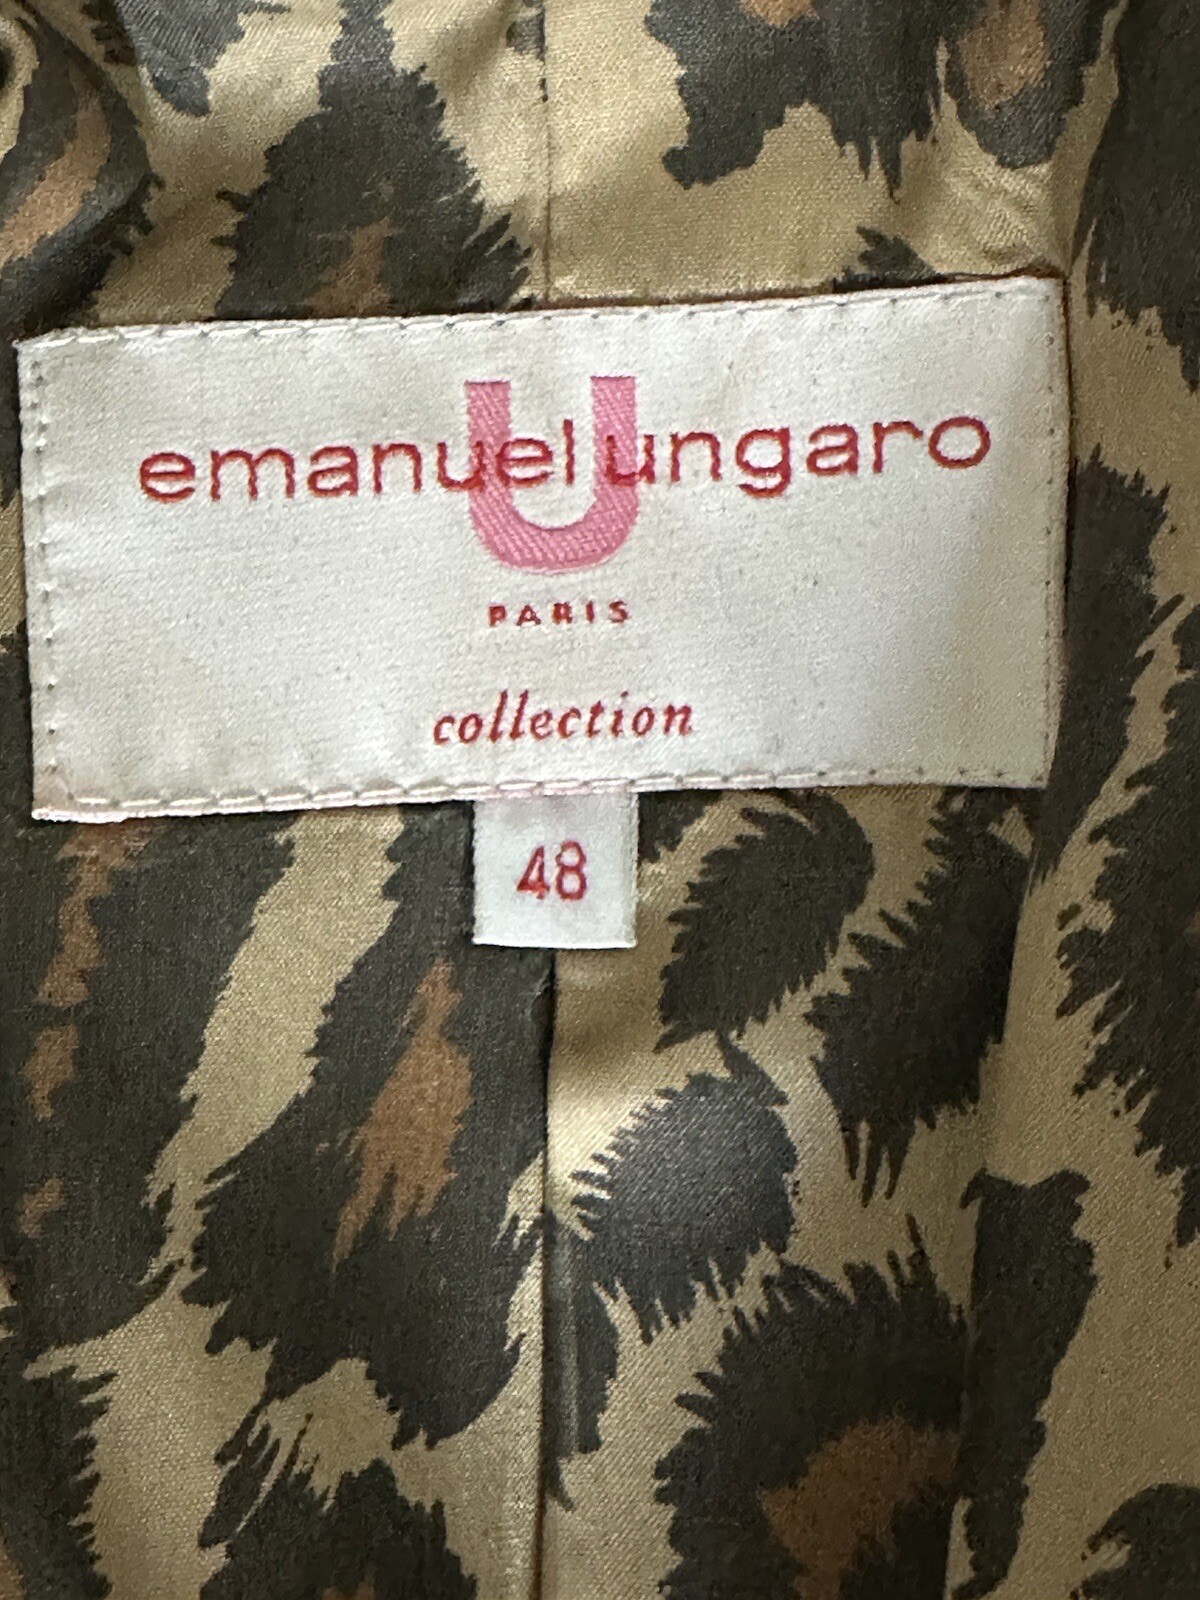 U
emanuel ungaro
PARIS
collection
48